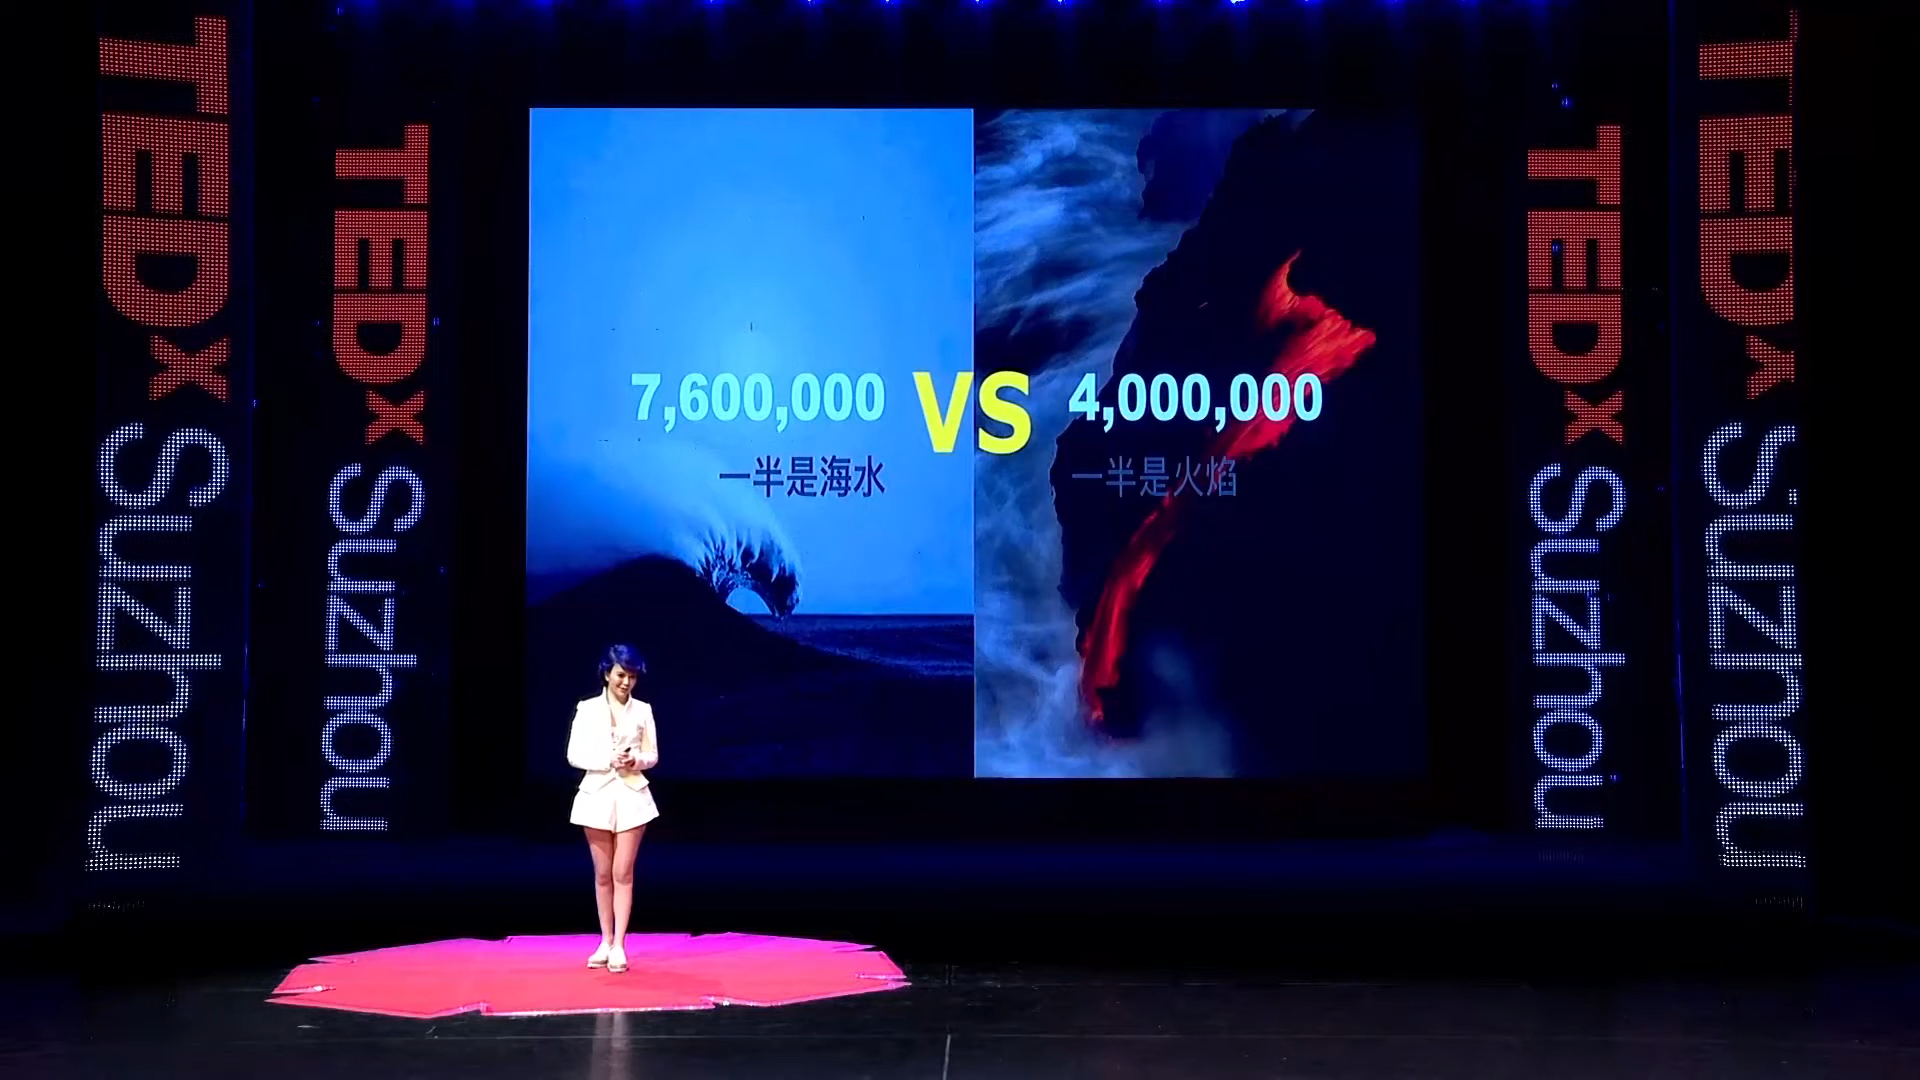 TEDx Suzhou
TEDx Suzhou
7,600,000 VS 4,000,000
一半是海水
一半是火焰
TEDx Suzhou
TEDx Suzhou